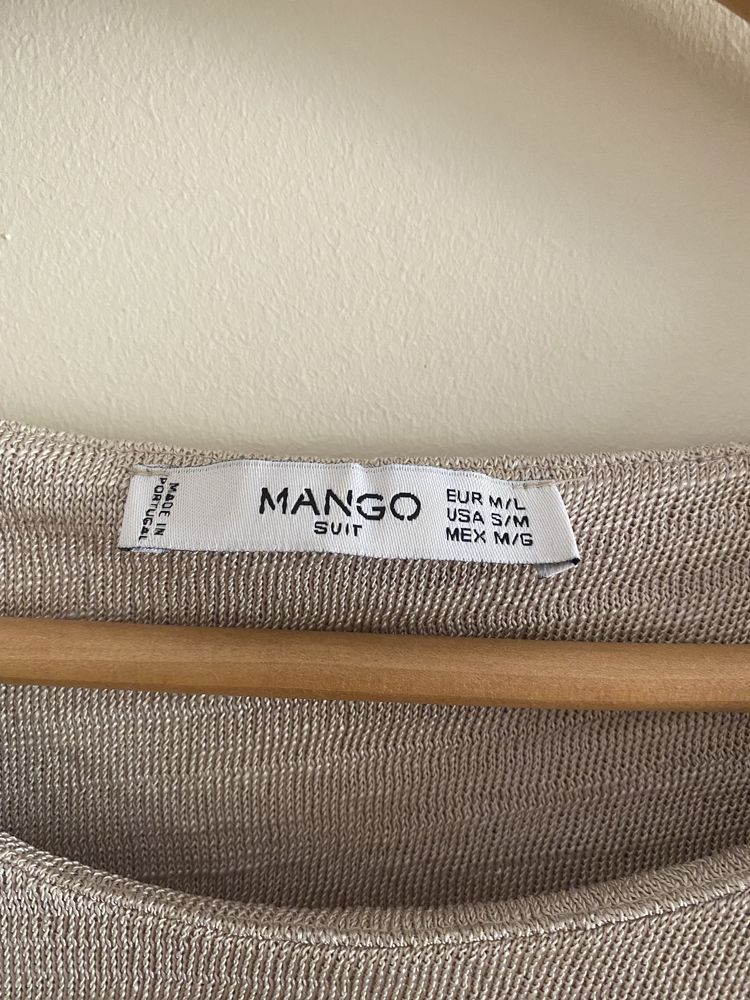 MADE IN
PORTUGAL
MANGO
SUIT
EUR M/L
USA S/M
MEX M/G